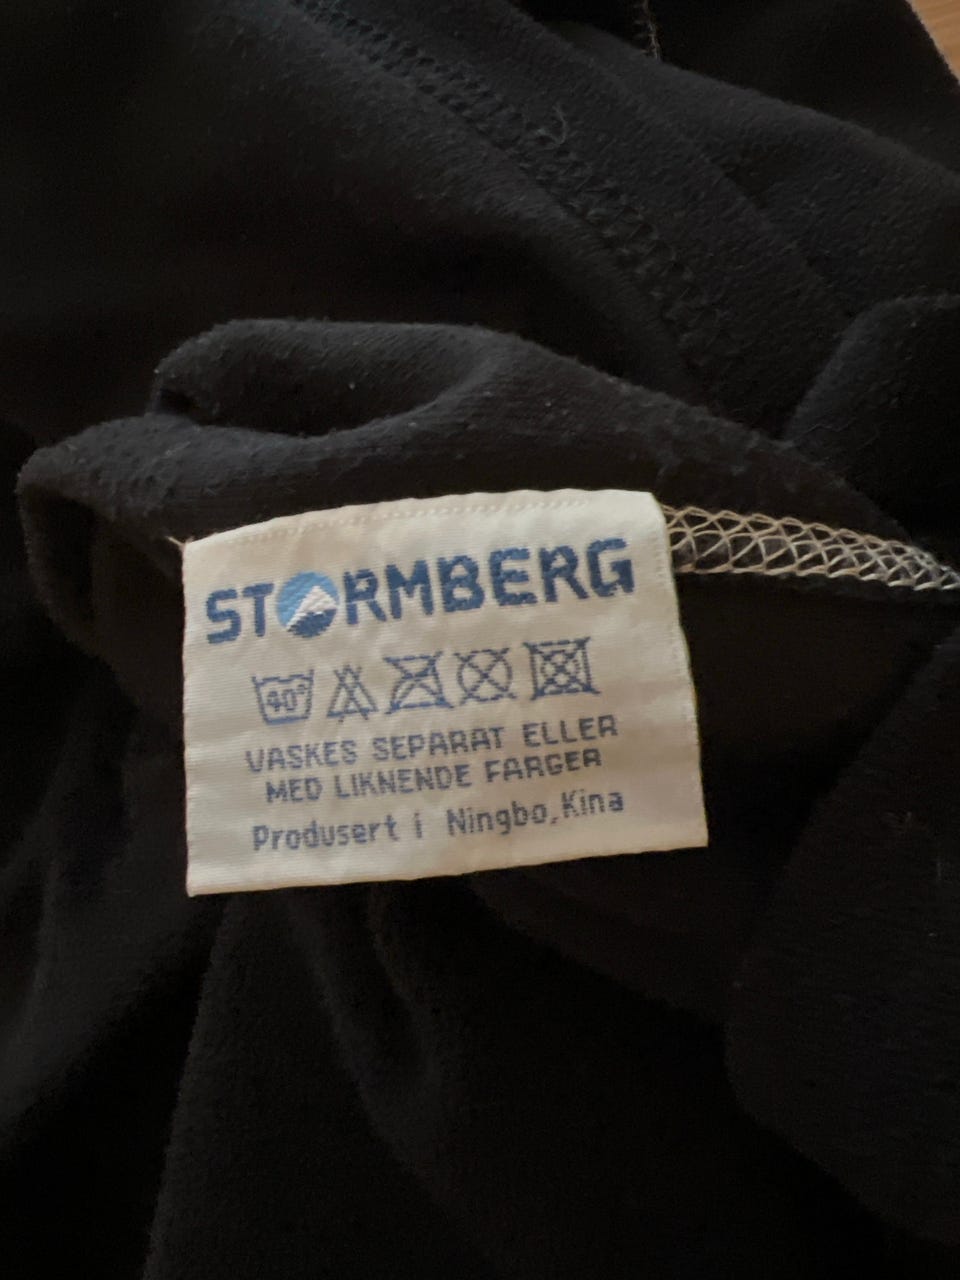 STORMBERG
40°
VASKES SEPARAT ELLER
MED LIKNENDE FARGER
Produsert i Ningbo, Kina